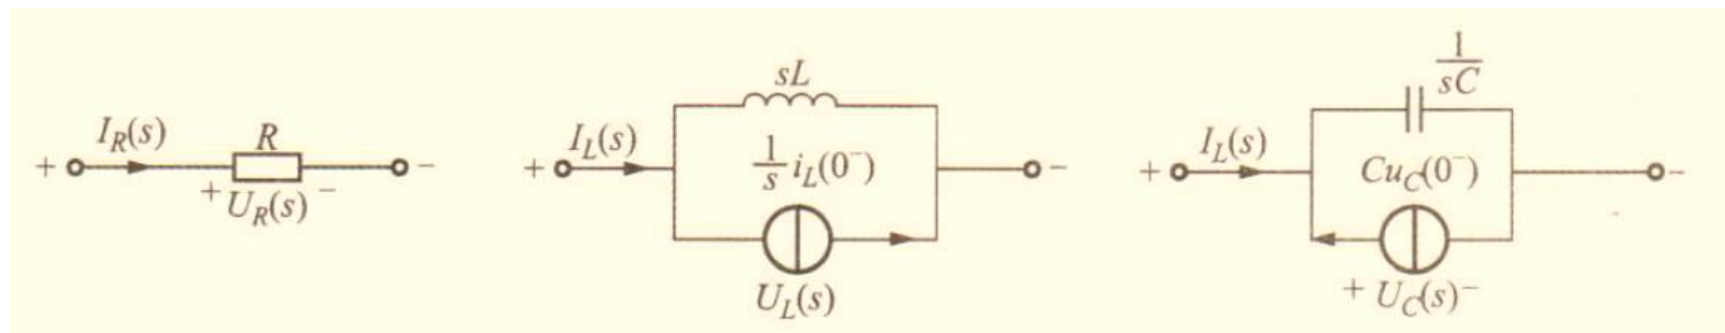 + I_R(s) R -
+ U_R(s) -
sL
+ I_L(s) -
1/s i_L(0⁻)
U_L(s)
1/sC
+ I_L(s) -
Cu_C(0⁻)
+ U_C(s) -